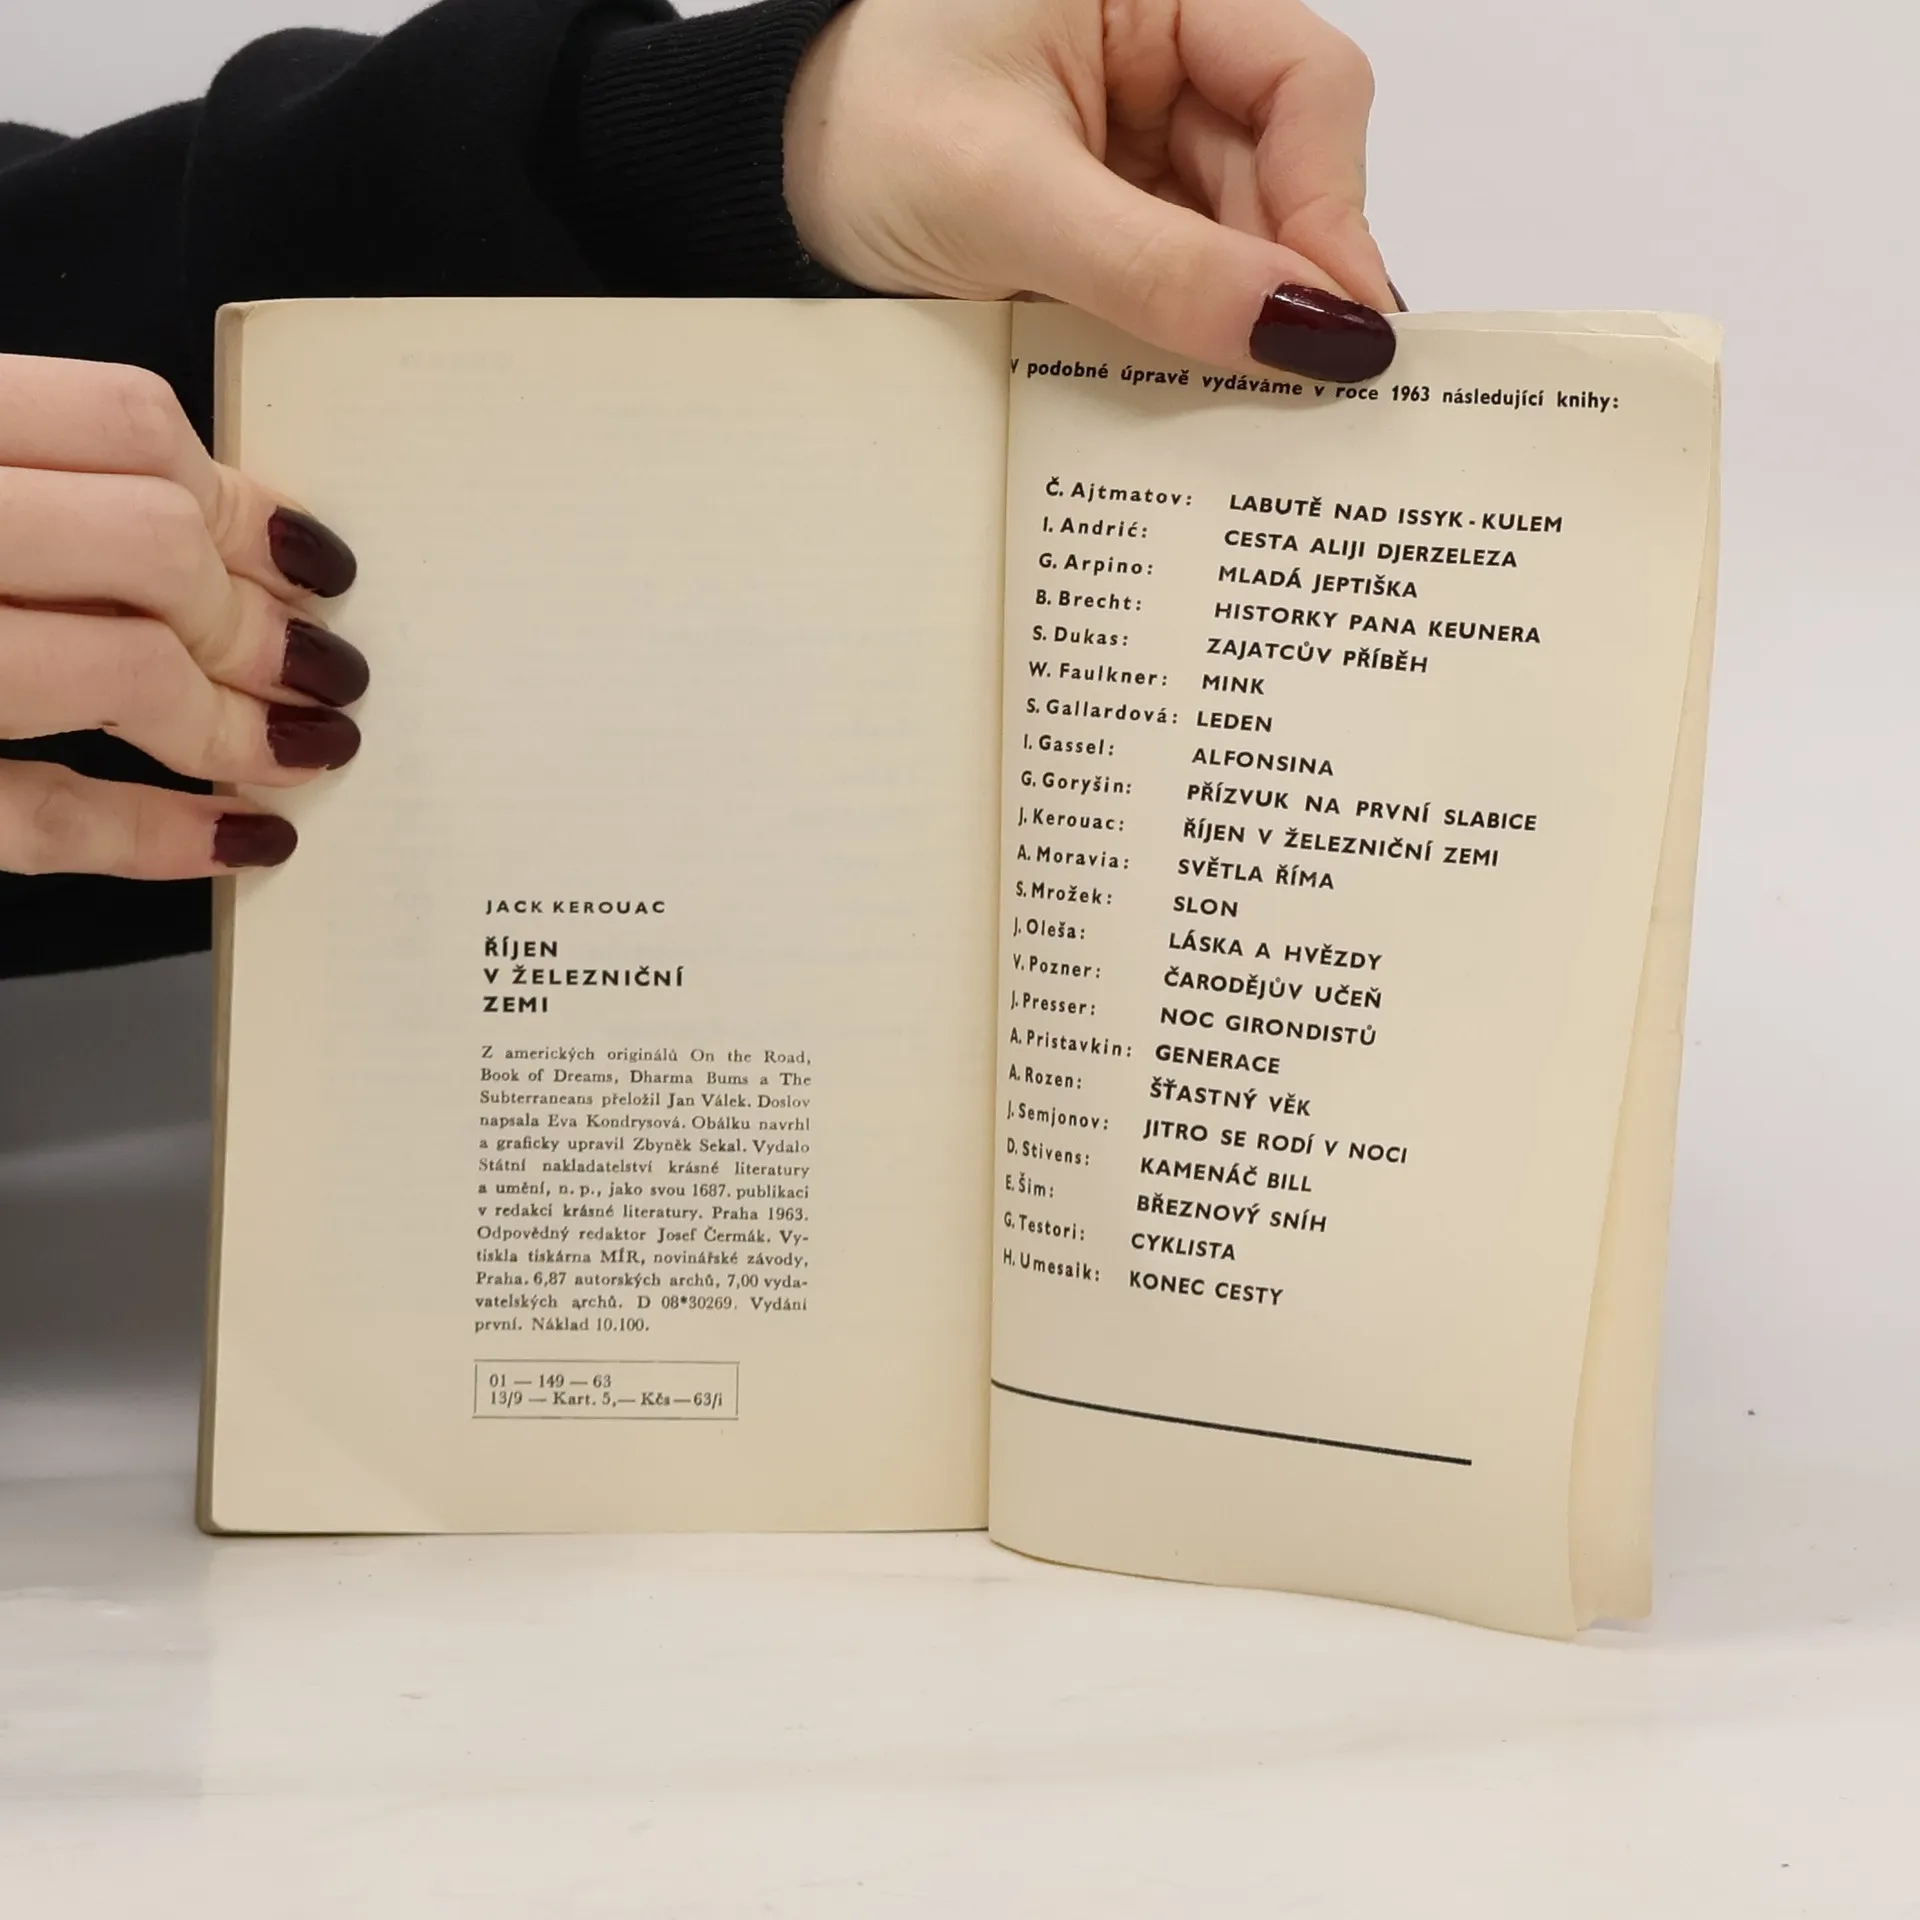 JACK KEROUAC
ŘÍJEN
V ŽELEZNIČNÍ
ZEMI
Z amerických originálů On the Road,
Book of Dreams, Dharma Bums a The
Subterraneans přeložil Jan Válek. Doslov
napsala Eva Kondrysová. Obálku navrhl
a graficky upravil Zbyněk Sekal. Vydalo
Státní nakladatelství krásné literatury
a umění, n. p., jako svou 1687. publikaci
v redakci krásné literatury. Praha 1963.
Odpovědný redaktor Josef Čermák. Vy-
tiskla tiskárna MÍR, novinářské závody,
Praha. 6,87 autorských archů, 7,00 vyda-
vatelských archů. D 08*30269. Vydání
první. Náklad 10.100.
01 — 149 — 63
13/9 — Kart. 5,— Kčs — 63/i
V podobné úpravě vydáváme v roce 1963 následující knihy:
Č. Ajtmatov: LABUTĚ NAD ISSYK-KULEM
I. Andrić: CESTA ALIJI DJERZELEZA
G. Arpino: MLADÁ JEPTIŠKA
B. Brecht: HISTORKY PANA KEUNERA
S. Dukas: ZAJATCŮV PŘÍBĚH
W. Faulkner: MINK
S. Gallardová: LEDEN
I. Gassel: ALFONSINA
G. Goryšin: PŘÍZVUK NA PRVNÍ SLABICE
J. Kerouac: ŘÍJEN V ŽELEZNIČNÍ ZEMI
A. Moravia: SVĚTLA ŘÍMA
S. Mrožek: SLON
J. Oleša: LÁSKA A HVĚZDY
V. Pozner: ČARODĚJŮV UČEŇ
J. Presser: NOC GIRONDISTŮ
A. Pristavkin: GENERACE
A. Rozen: ŠŤASTNÝ VĚK
J. Semjonov: JITRO SE RODÍ V NOCI
D. Stivens: KAMENÁČ BILL
E. Šim: BŘEZNOVÝ SNÍH
G. Testori: CYKLISTA
H. Umesaik: KONEC CESTY